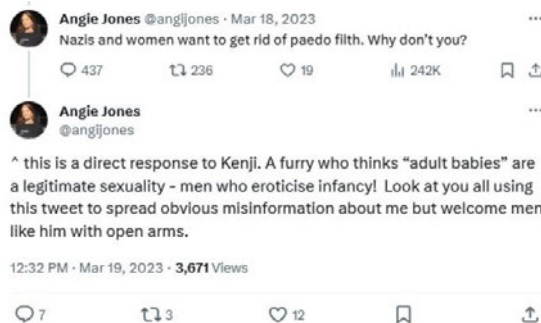 Angie Jones @angijones · Mar 18, 2023
Nazis and women want to get rid of paedo filth. Why don't you?
437 236 19 242K
Angie Jones
@angijones
^ this is a direct response to Kenji. A furry who thinks “adult babies” are
a legitimate sexuality - men who eroticise infancy! Look at you all using
this tweet to spread obvious misinformation about me but welcome men
like him with open arms.
12:32 PM · Mar 19, 2023 · 3,671 Views
7 3 12